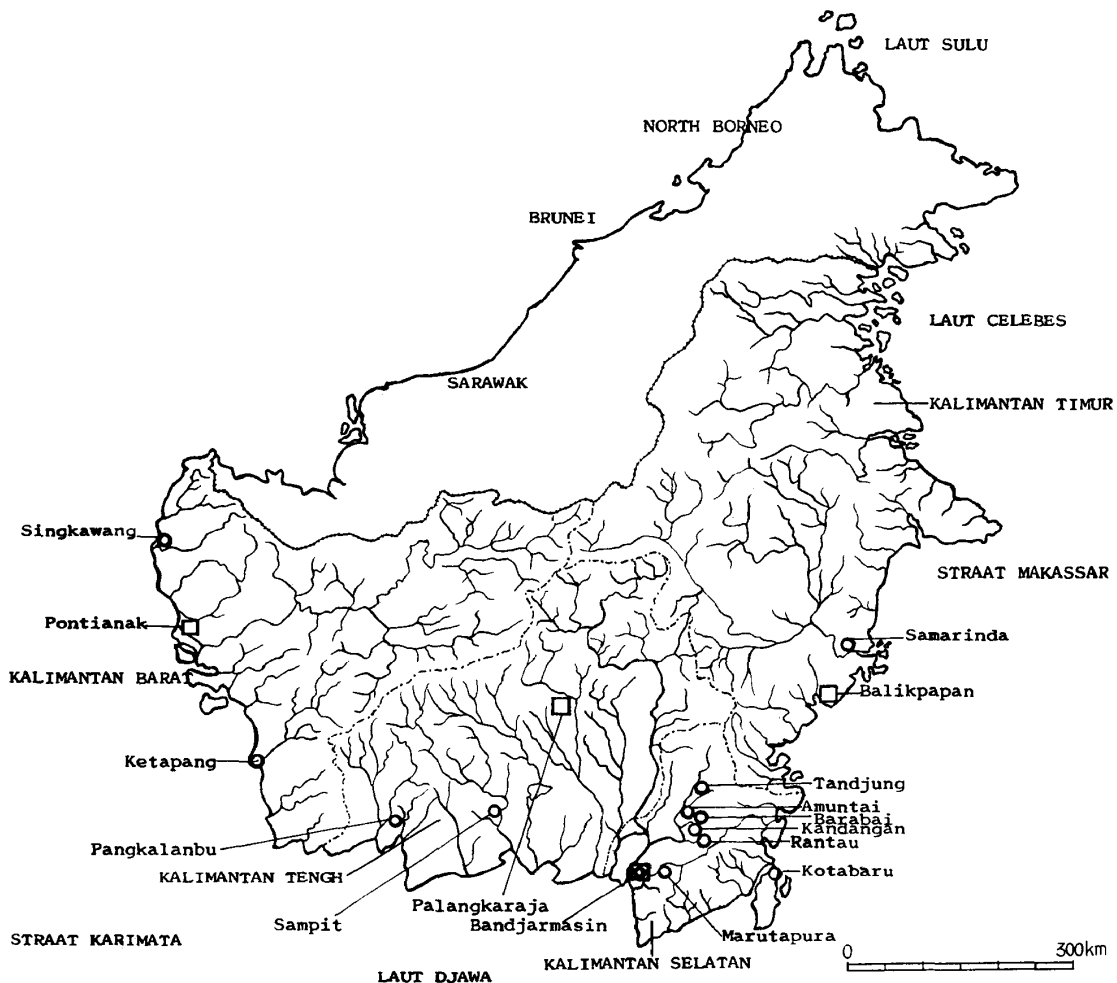 LAUT SULU
NORTH BORNEO
BRUNEI
LAUT CELEBES
SARAWAK
KALIMANTAN TIMUR
Singkawang
STRAAT MAKASSAR
Pontianak
Samarinda
KALIMANTAN BARAT
Balikpapan
Ketapang
Tandjung
Amuntai
Barabai
Kandangan
Rantau
Pangkalanbu
KALIMANTAN TENGH
Kotabaru
Palangkaraja
Sampit
Bandjarmasin
Marutapura
STRAAT KARIMATA
KALIMANTAN SELATAN
LAUT DJAWA
0 300km